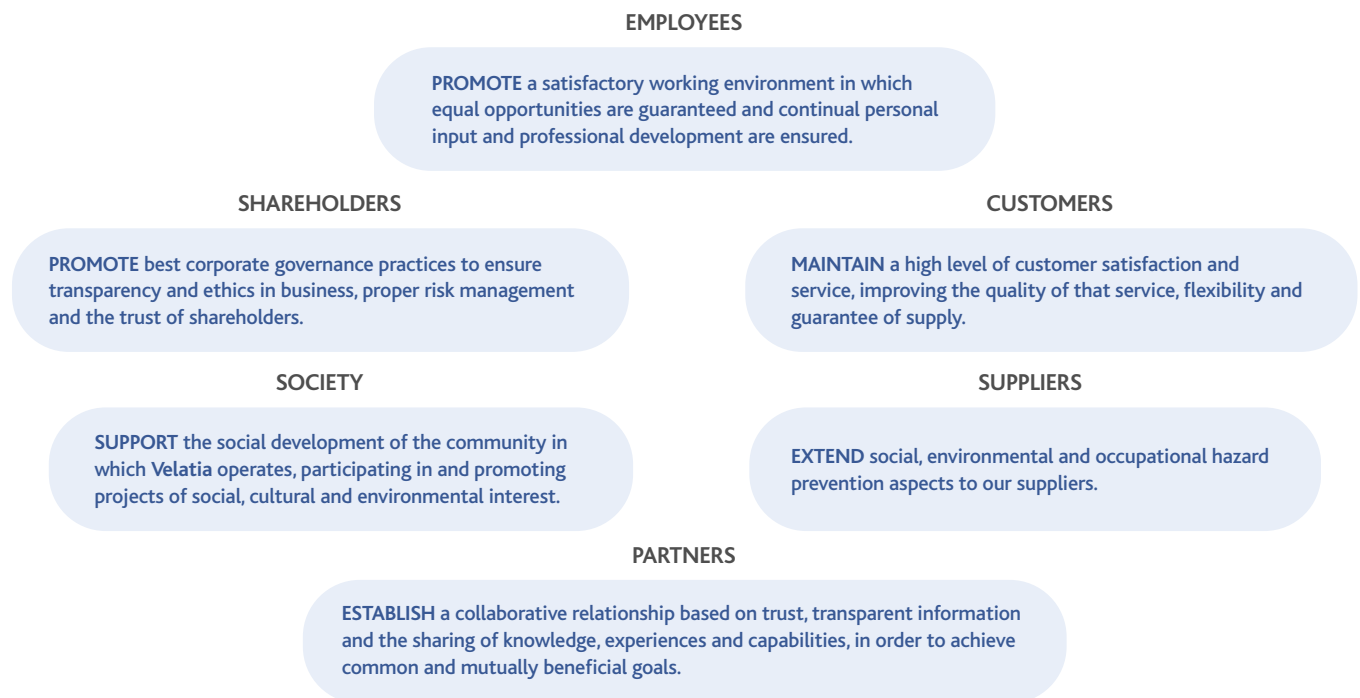 EMPLOYEES
PROMOTE a satisfactory working environment in which
equal opportunities are guaranteed and continual personal
input and professional development are ensured.
SHAREHOLDERS
PROMOTE best corporate governance practices to ensure
transparency and ethics in business, proper risk management
and the trust of shareholders.
CUSTOMERS
MAINTAIN a high level of customer satisfaction and
service, improving the quality of that service, flexibility and
guarantee of supply.
SOCIETY
SUPPORT the social development of the community in
which Velatia operates, participating in and promoting
projects of social, cultural and environmental interest.
SUPPLIERS
EXTEND social, environmental and occupational hazard
prevention aspects to our suppliers.
PARTNERS
ESTABLISH a collaborative relationship based on trust, transparent information
and the sharing of knowledge, experiences and capabilities, in order to achieve
common and mutually beneficial goals.